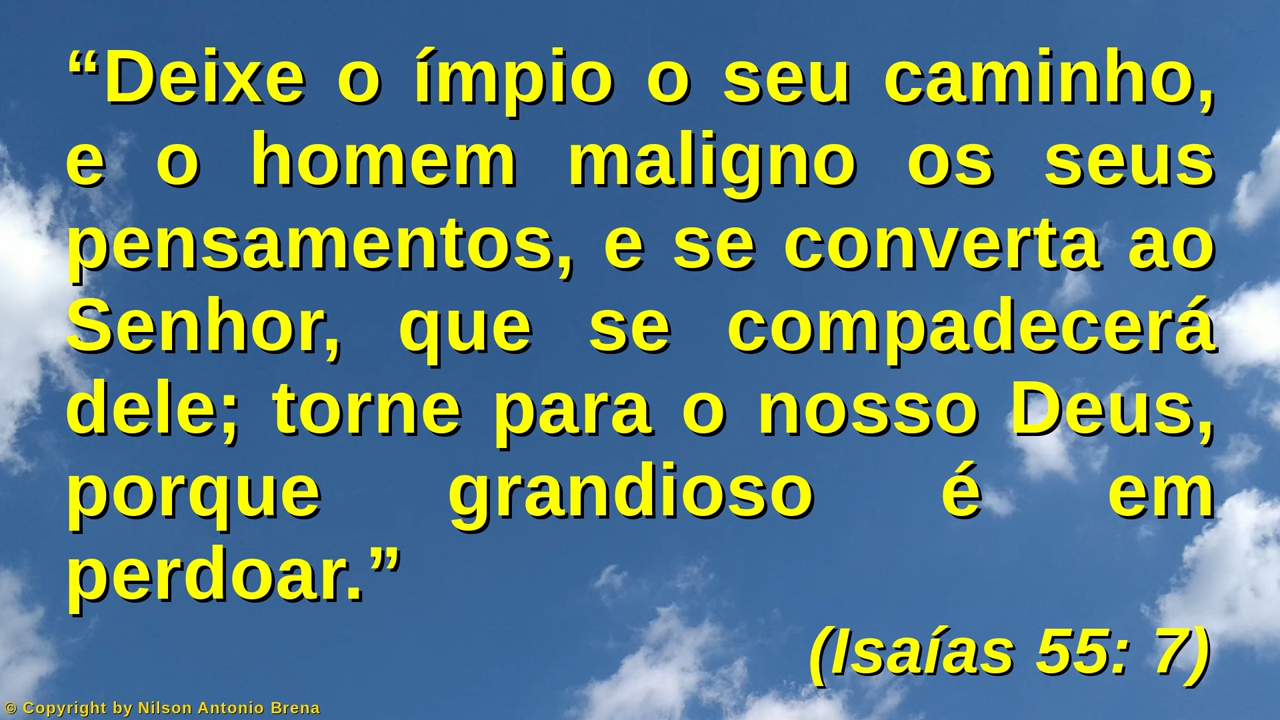 “Deixe o ímpio o seu caminho,
e o homem maligno os seus
pensamentos, e se converta ao
Senhor, que se compadecerá
dele; torne para o nosso Deus,
porque grandioso é em
perdoar.”
(Isaías 55: 7)
© Copyright by Nilson Antonio Brena